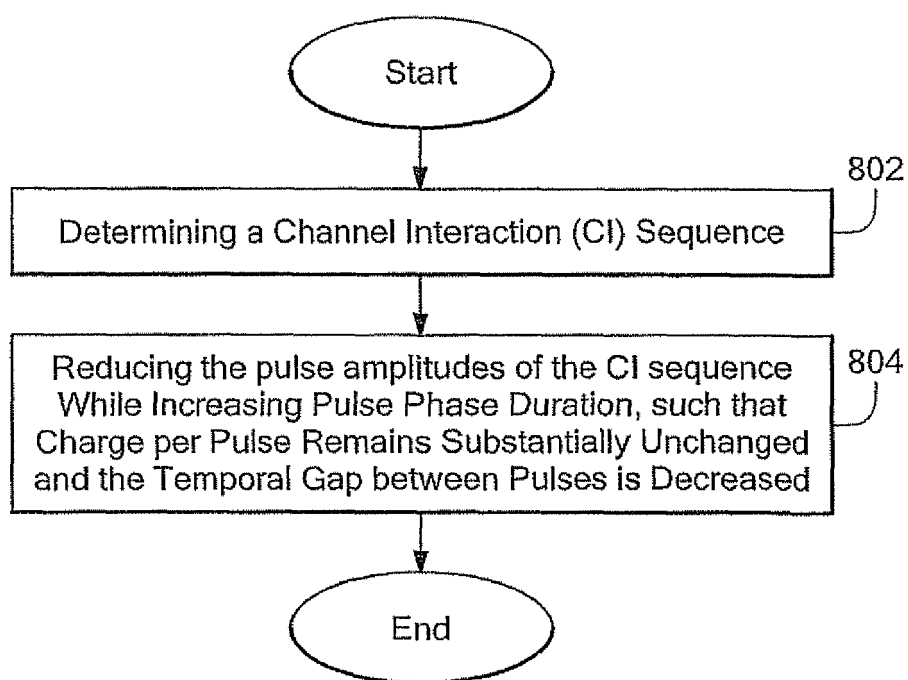 Start
802
Determining a Channel Interaction (CI) Sequence
804
Reducing the pulse amplitudes of the CI sequence
While Increasing Pulse Phase Duration, such that
Charge per Pulse Remains Substantially Unchanged
and the Temporal Gap between Pulses is Decreased
End